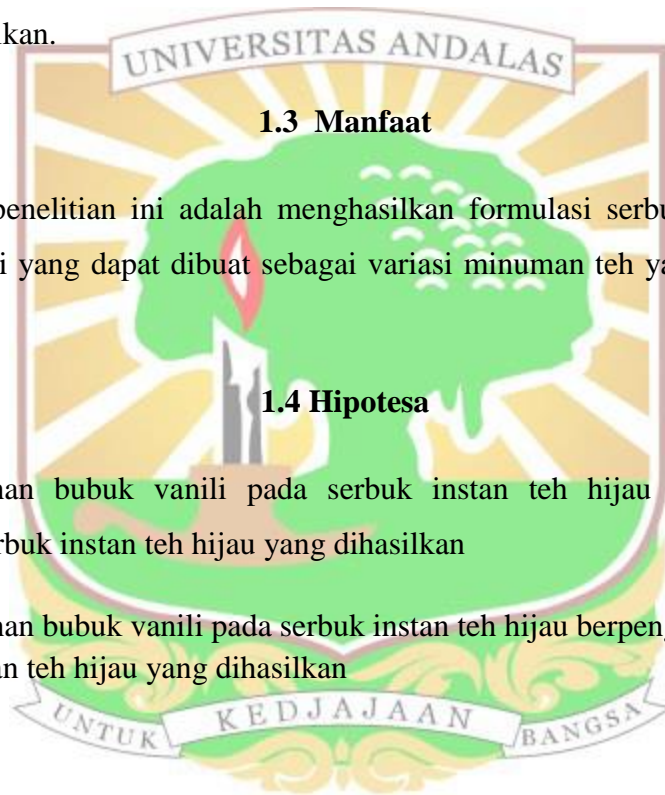 lkan.
UNIVERSITAS ANDALAS
1.3 Manfaat
penelitian ini adalah menghasilkan formulasi serbu
i yang dapat dibuat sebagai variasi minuman teh ya
1.4 Hipotesa
nan bubuk vanili pada serbuk instan teh hijau
rbuk instan teh hijau yang dihasilkan
nan bubuk vanili pada serbuk instan teh hijau berpeng
an teh hijau yang dihasilkan
UNTUK KEDJAJAAN BANGSA